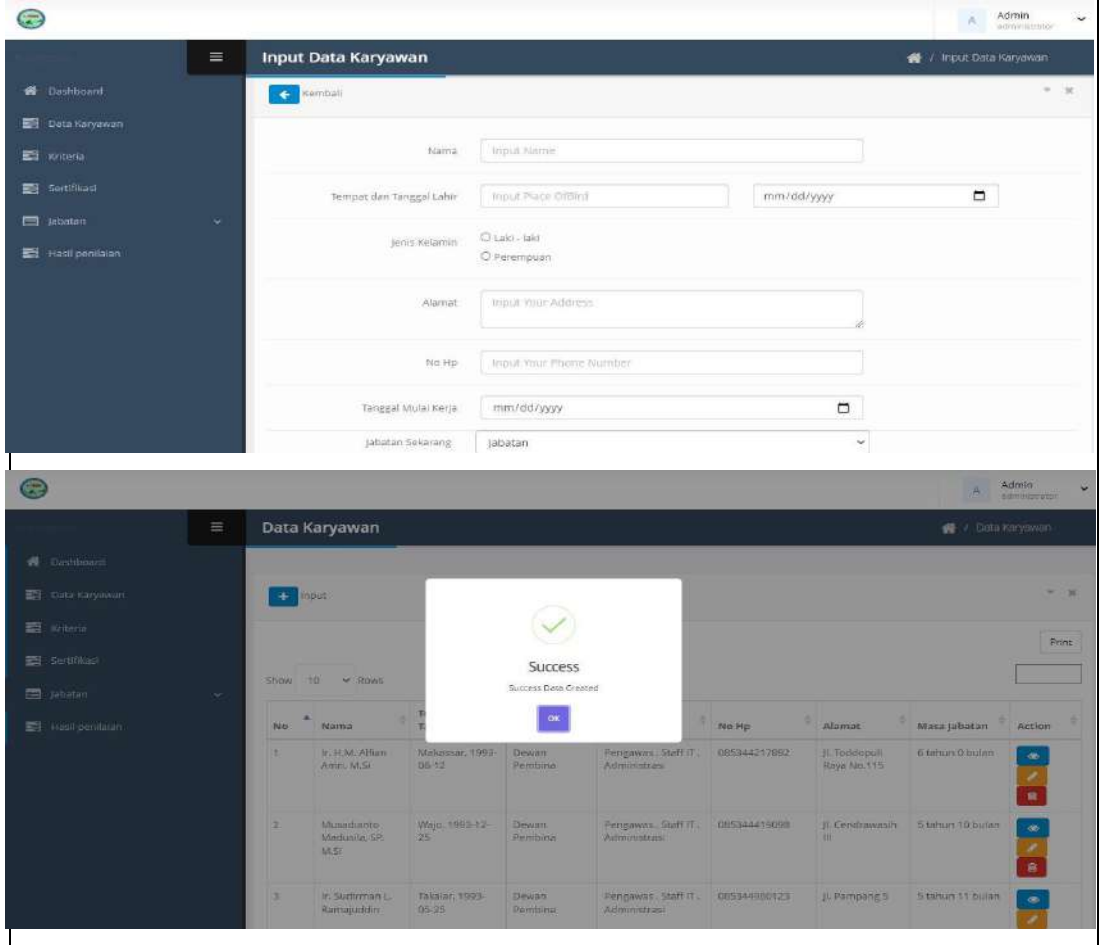 Admin
administrator
Input Data Karyawan
/ Input Data Karyawan
Dashboard
Data Karyawan
Kriteria
Sertifikasi
Jabatan
Hasil penilaian
Kembali
Nama
Input Name
Tempat dan Tanggal Lahir
Input Place OfBird
mm/dd/yyyy
Jenis Kelamin
Laki - laki
Perempuan
Alamat
Input Your Address
No Hp
Input Your Phone Number
Tanggal Mulai Kerja
mm/dd/yyyy
Jabatan Sekarang
Jabatan
A
Admin
administrator
Data Karyawan
/ Data Karyawan
Dashboard
Data Karyawan
Kriteria
Sertifikasi
Jabatan
Hasil penilaian
Input
Print
Show 10 Rows
Success
Success Data Created
OK
No Nama No Hp Alamat Masa Jabatan Action
1 Ir. H.M. Alfian Makassar, 1993- Dewan Pengawas , Staff IT , 085344217892 Jl. Toddopuli 6 tahun 0 bulan
Amri, M.Si 06-12 Pembina Administrasi Raya No.115
2 Wajo, 1993-12- Dewan Pengawas , Staff IT , 085344419098 Jl. Cendrawasih 5 tahun 10 bulan
M.Si 25 Pembina Administrasi III
3 Ir. Sudirman L. Takalar, 1993- Dewan Pengawas , Staff IT , Jl. Pampang 5 5 tahun 11 bulan
Ramajuddin 05-25 Pembina Administrasi